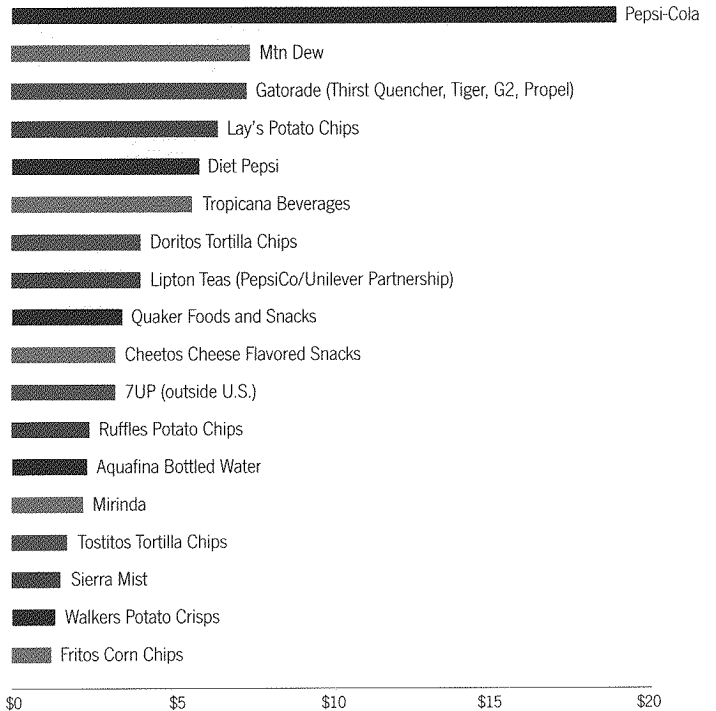 Pepsi-Cola
Mtn Dew
Gatorade (Thirst Quencher, Tiger, G2, Propel)
Lay's Potato Chips
Diet Pepsi
Tropicana Beverages
Doritos Tortilla Chips
Lipton Teas (PepsiCo/Unilever Partnership)
Quaker Foods and Snacks
Cheetos Cheese Flavored Snacks
7UP (outside U.S.)
Ruffles Potato Chips
Aquafina Bottled Water
Mirinda
Tostitos Tortilla Chips
Sierra Mist
Walkers Potato Crisps
Fritos Corn Chips
$0 $5 $10 $15 $20